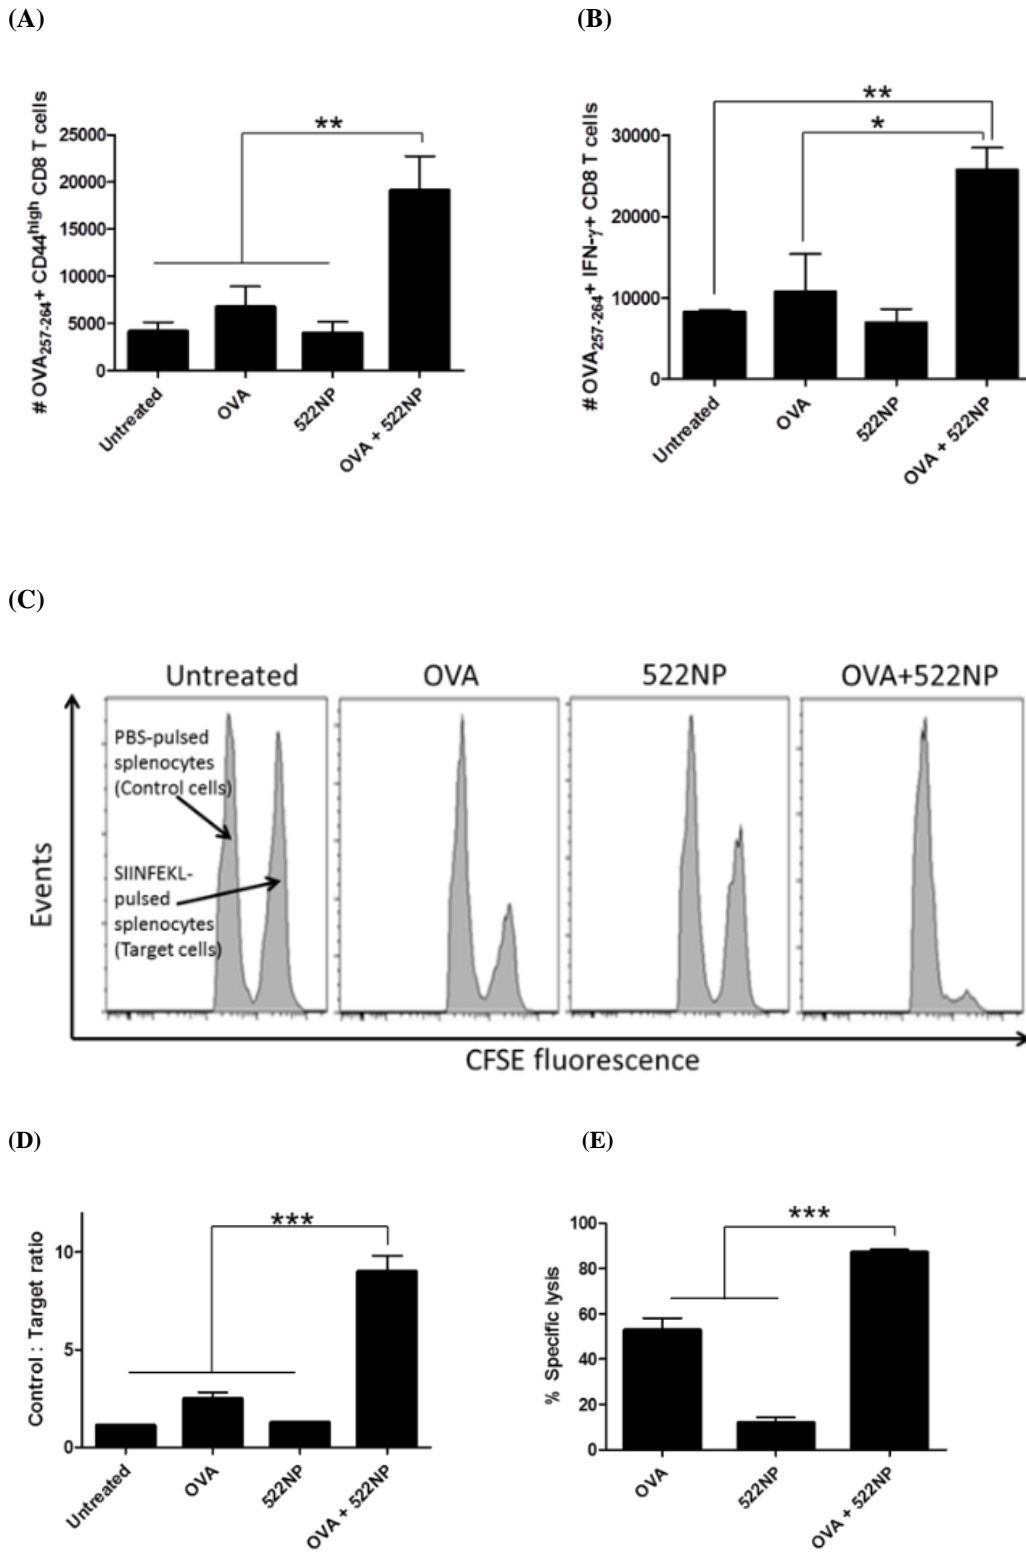 (A)
(B)
# OVA257-264+ CD44high CD8 T cells
25000
20000
15000
10000
5000
0
**
Untreated
OVA
522NP
OVA + 522NP
# OVA257-264+ IFN-γ+ CD8 T cells
30000
20000
10000
0
**
*
Untreated
OVA
522NP
OVA + 522NP
(C)
Untreated
OVA
522NP
OVA+522NP
PBS-pulsed
splenocytes
(Control cells)
SIINFEKL-
pulsed
splenocytes
(Target cells)
Events
CFSE fluorescence
(D)
(E)
Control : Target ratio
10
5
0
***
Untreated
OVA
522NP
OVA + 522NP
% Specific lysis
100
80
60
40
20
0
***
OVA
522NP
OVA + 522NP